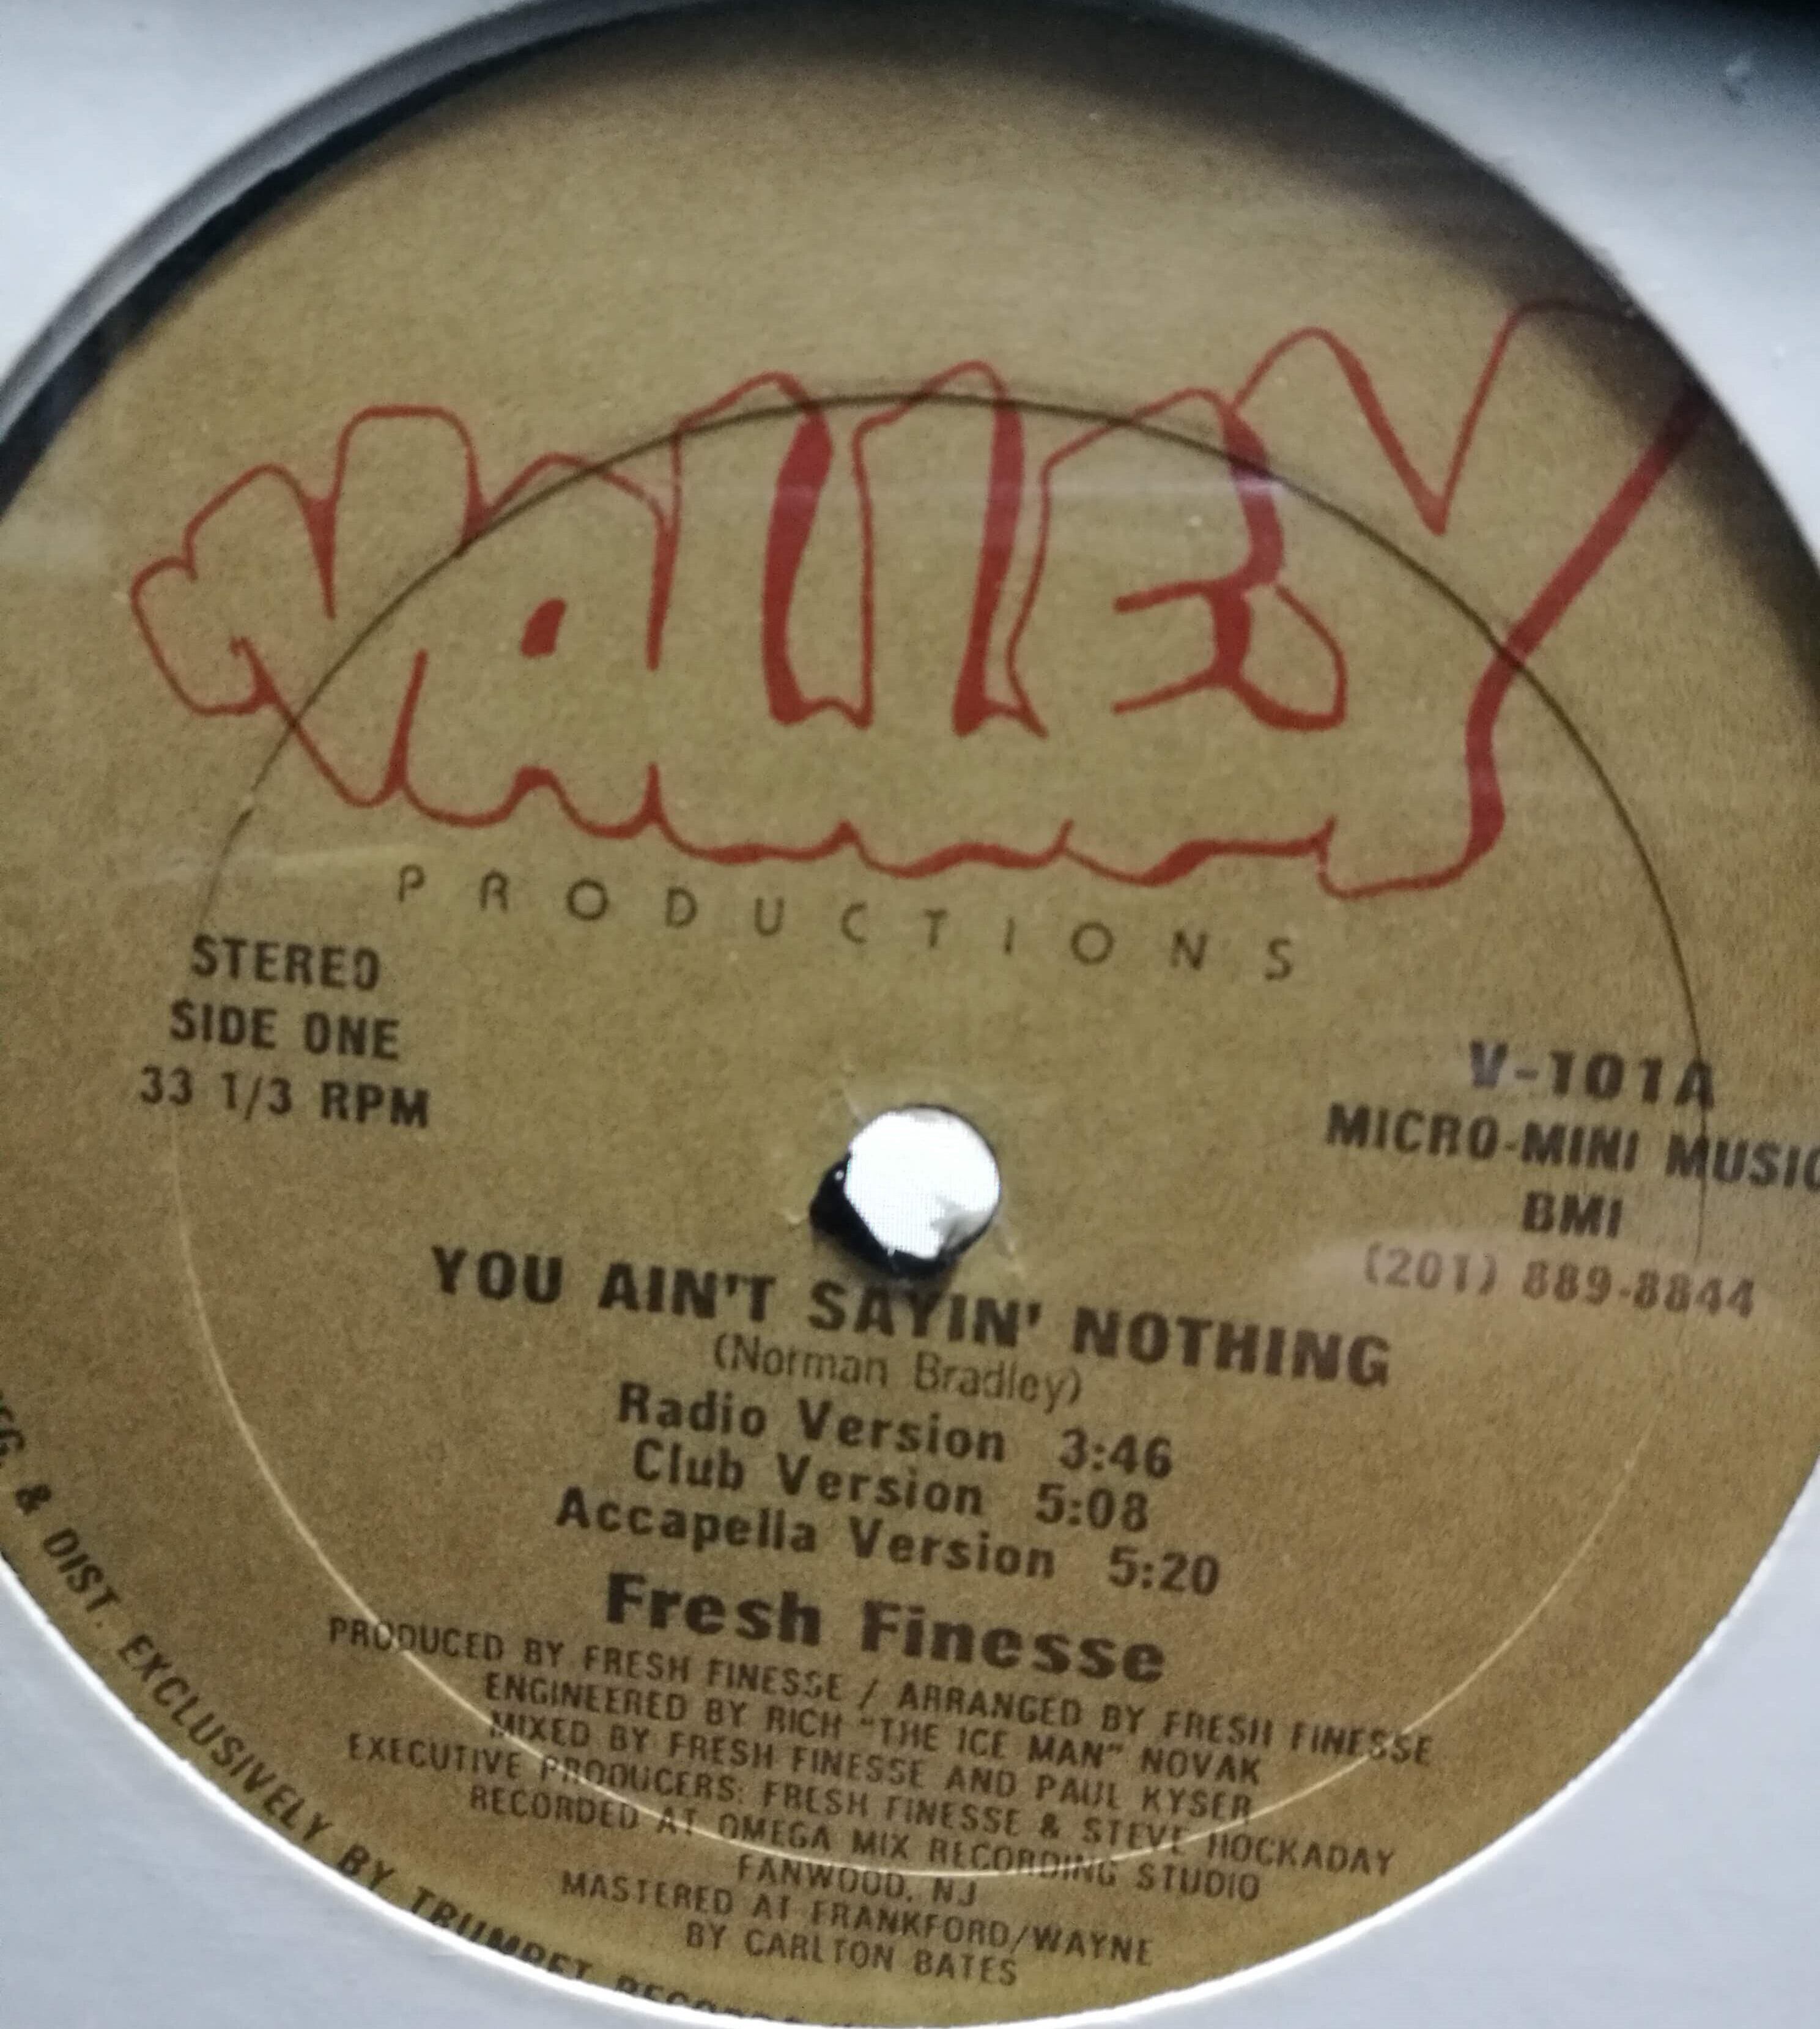 VallEY
PRODUCTIONS
STEREO
SIDE ONE
33 1/3 RPM
V-101A
MICRO-MINI MUSIC
BMI
(201) 889-8844
YOU AIN'T SAYIN' NOTHING
(Norman Bradley)
Radio Version 3:46
Club Version 5:08
Accapella Version 5:20
Fresh Finesse
PRODUCED BY FRESH FINESSE / ARRANGED BY FRESH FINESSE
ENGINEERED BY RICH "THE ICE MAN" NOVAK
MIXED BY FRESH FINESSE AND PAUL KYSER
EXECUTIVE PRODUCERS: FRESH FINESSE & STEVE HOCKADAY
RECORDED AT OMEGA MIX RECORDING STUDIO
FANWOOD, NJ
MASTERED AT FRANKFORD/WAYNE
BY CARLTON BATES
& DIST. EXCLUSIVELY BY TRUMPET